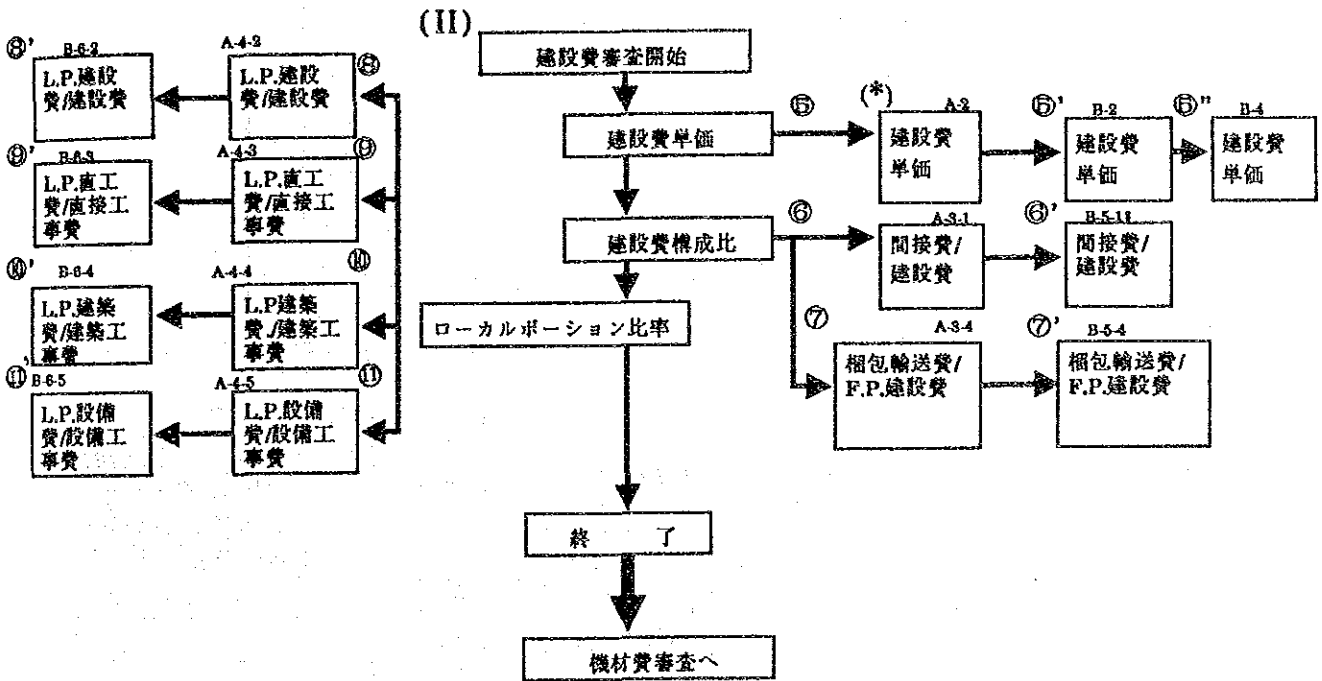 (II)
建設費審査開始
建設費単価
建設費構成比
ローカルポーション比率
終 了
機材費審査へ
⑤
(*)
A-2
建設費
単価
⑤'
B-2
建設費
単価
⑤"
B-4
建設費
単価
⑥
A-3-1
間接費/
建設費
⑥'
間接費/
建設費
⑦
A-3-4
梱包輸送費/
F.P.建設費
⑦'
B-5-4
梱包輸送費/
F.P.建設費
⑧
A-4-2
L.P.建設
費/建設費
⑧'
B-6-2
L.P.建設
費/建設費
⑨
A-4-3
L.P.直工
費/直接工
事費
⑨'
B-6-3
L.P.直工
費/直接工
事費
⑩
A-4-4
L.P建築
費/建築工
事費
⑩'
B-6-4
L.P.建築
費/建築工
事費
⑪
A-4-5
L.P.設備
費/設備工
事費
⑪'
B-6-5
L.P.設備
費/設備工
事費